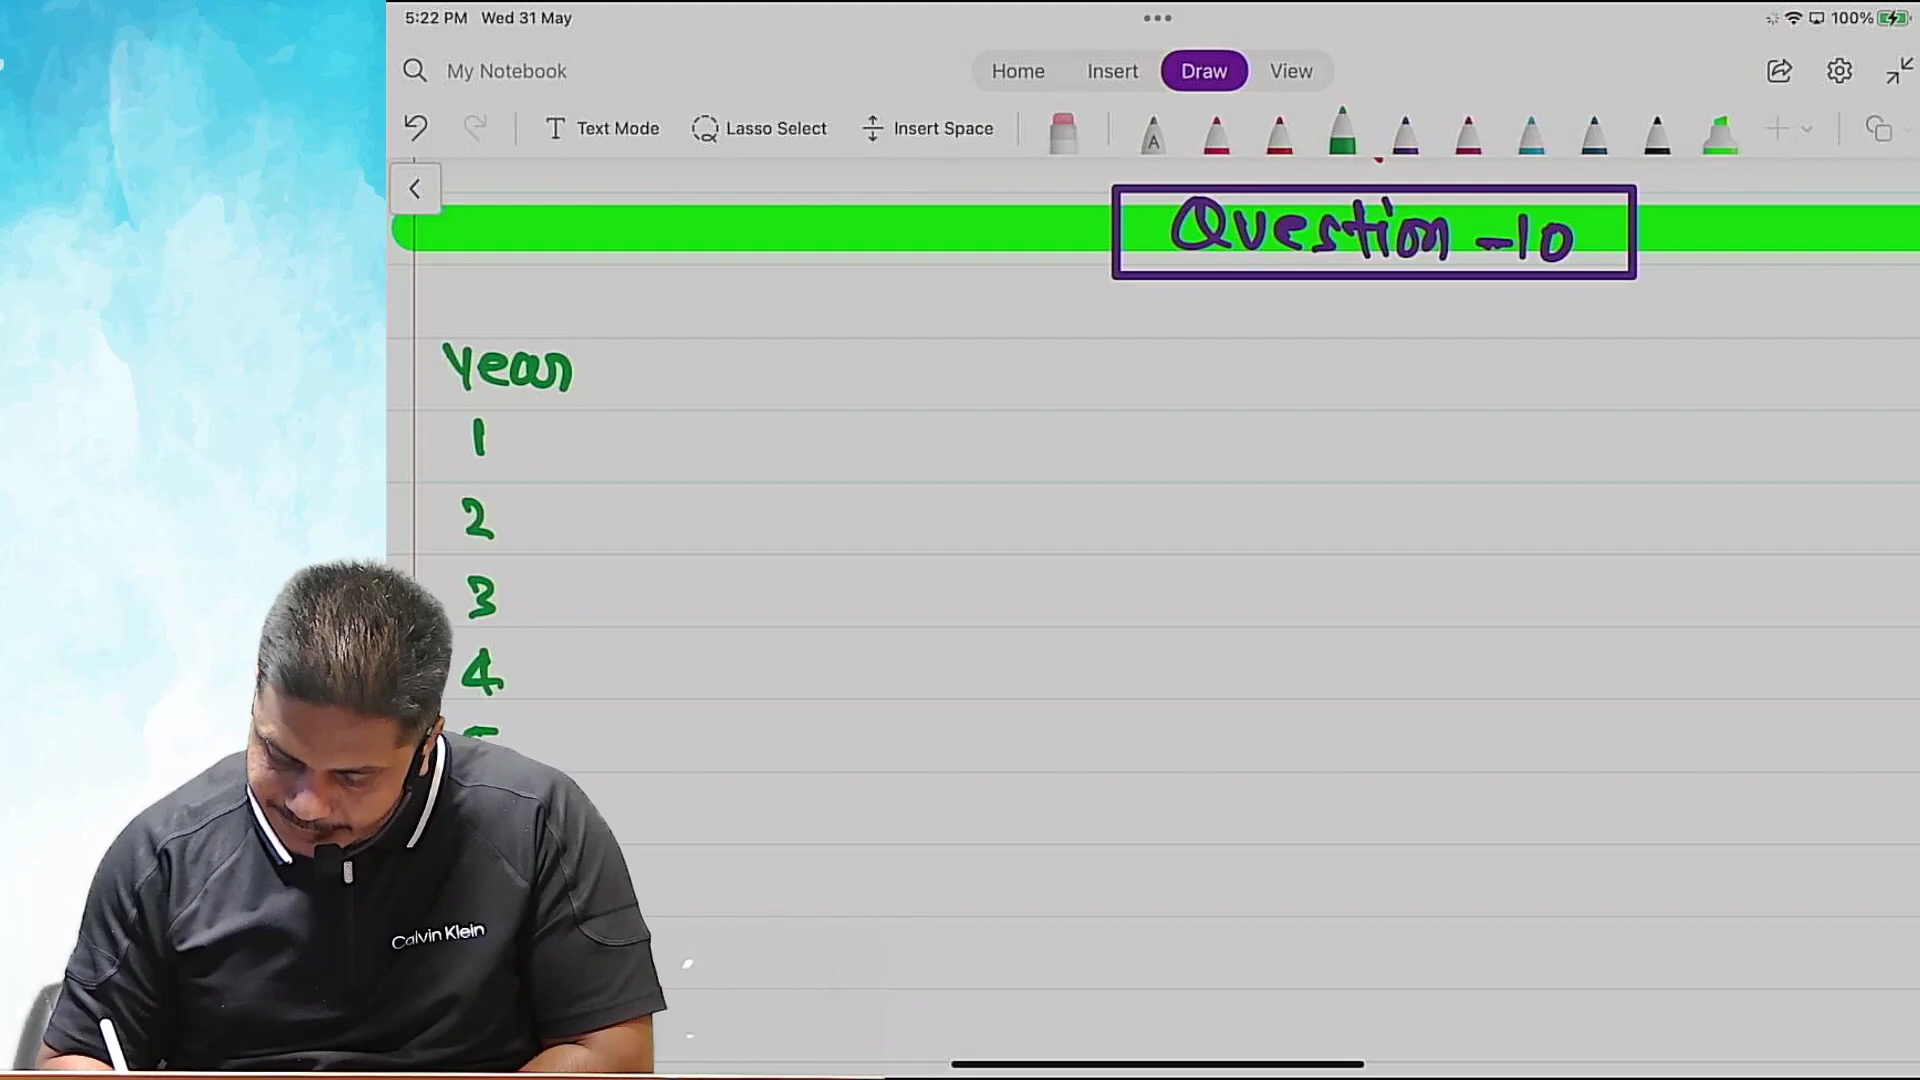 5:22 PM Wed 31 May
100%
My Notebook
Home Insert Draw View
Text Mode Lasso Select Insert Space
A
Question -10
Year
1
2
3
4
Calvin Klein